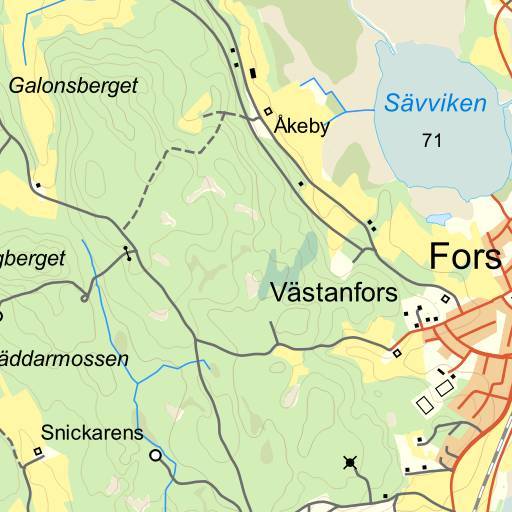 Galonsberget
Sävviken
Åkeby
71
gberget
Fors
Västanfors
äddarmossen
Snickarens